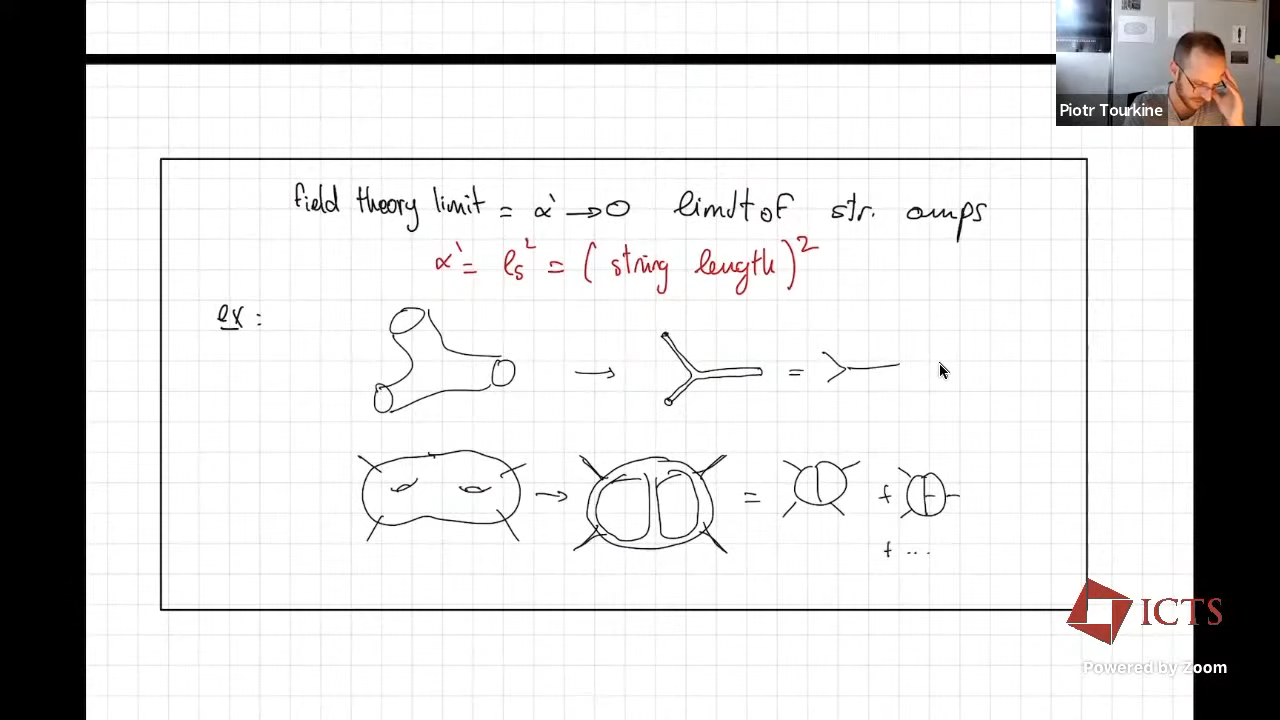 Piotr Tourkine
field theory limit = α' → 0 limit of str. amps
α' = ls² = (string length)²
ex :
→ =
→ = + 
+ ...
ICTS
Powered by Zoom